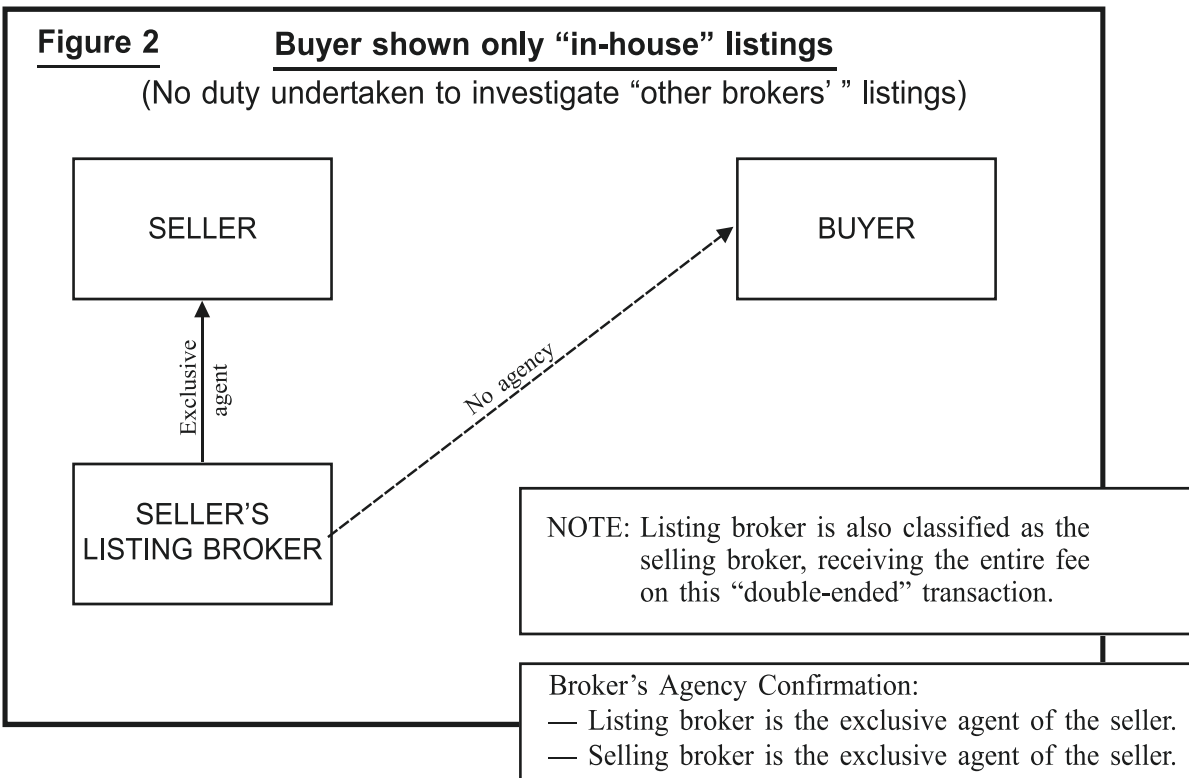 Figure 2
Buyer shown only “in-house” listings
(No duty undertaken to investigate “other brokers’ ” listings)
SELLER
BUYER
Exclusive
agent
No agency
SELLER’S
LISTING BROKER
NOTE: Listing broker is also classified as the
selling broker, receiving the entire fee
on this “double-ended” transaction.
Broker’s Agency Confirmation:
— Listing broker is the exclusive agent of the seller.
— Selling broker is the exclusive agent of the seller.